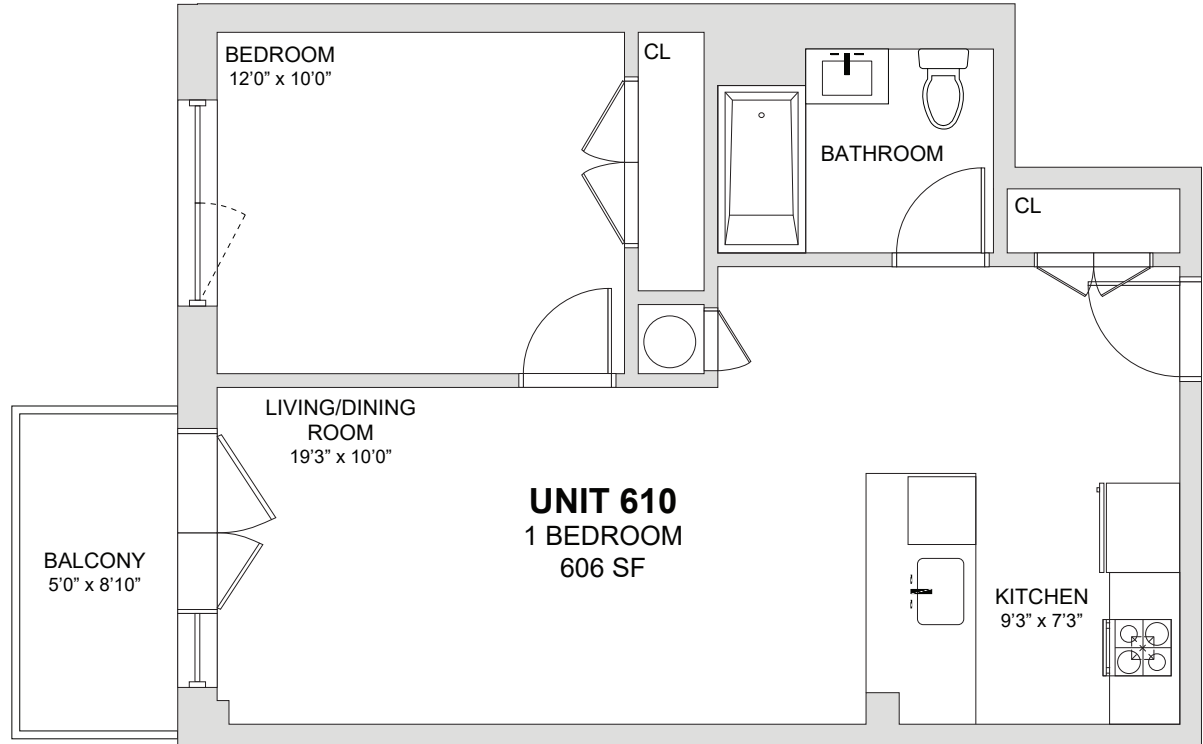 BEDROOM
12’0” x 10’0”
CL
BATHROOM
CL
LIVING/DINING
ROOM
19’3” x 10’0”
UNIT 610
1 BEDROOM
606 SF
BALCONY
5’0” x 8’10”
KITCHEN
9’3” x 7’3”